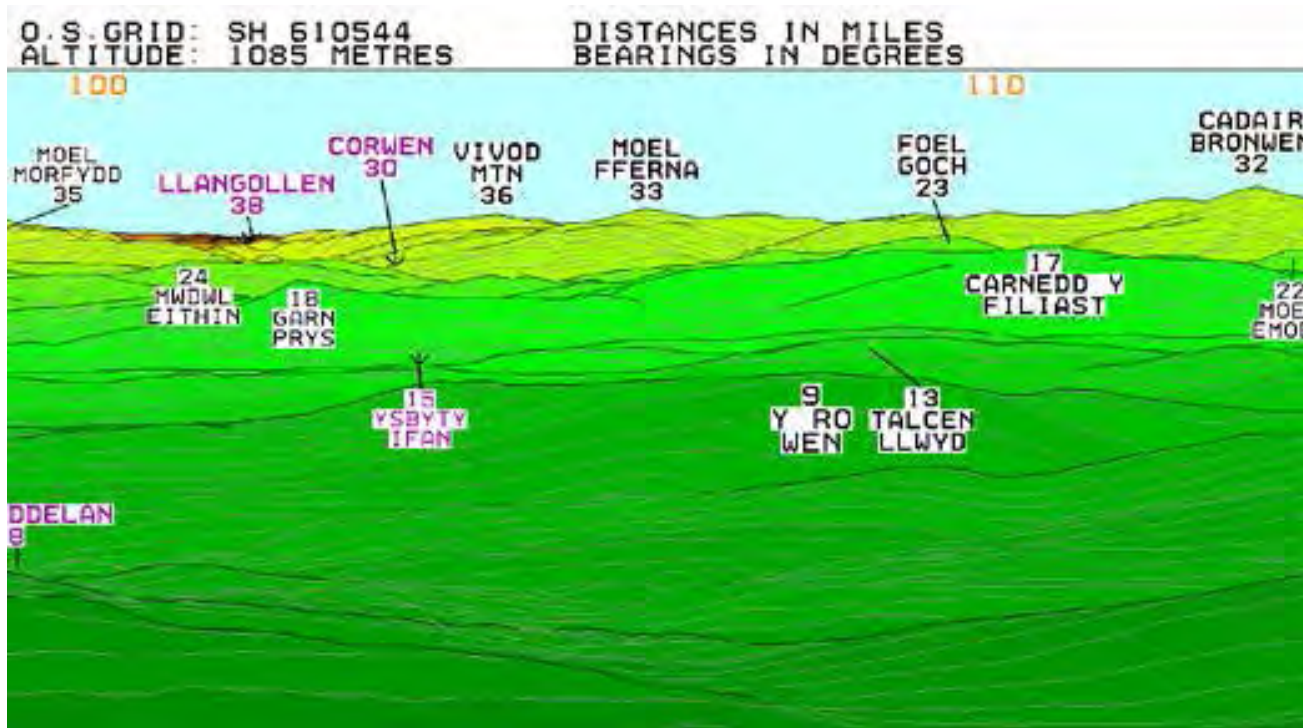 O.S.GRID: SH 610544
ALTITUDE: 1085 METRES
DISTANCES IN MILES
BEARINGS IN DEGREES
100
110
MOEL
MORFYDD
35
LLANGOLLEN
38
CORWEN
30
VIVOD
MTN
36
MOEL
FFERNA
33
FOEL
GOCH
23
CADAIR
BRONWEN
32
24
MWDWL
EITHIN
18
GARN
PRYS
17
CARNEDD Y
FILIAST
22
MOE
EMOE
15
YSBYTY
IFAN
9
Y RO
WEN
13
TALCEN
LLWYD
DDELAN
8